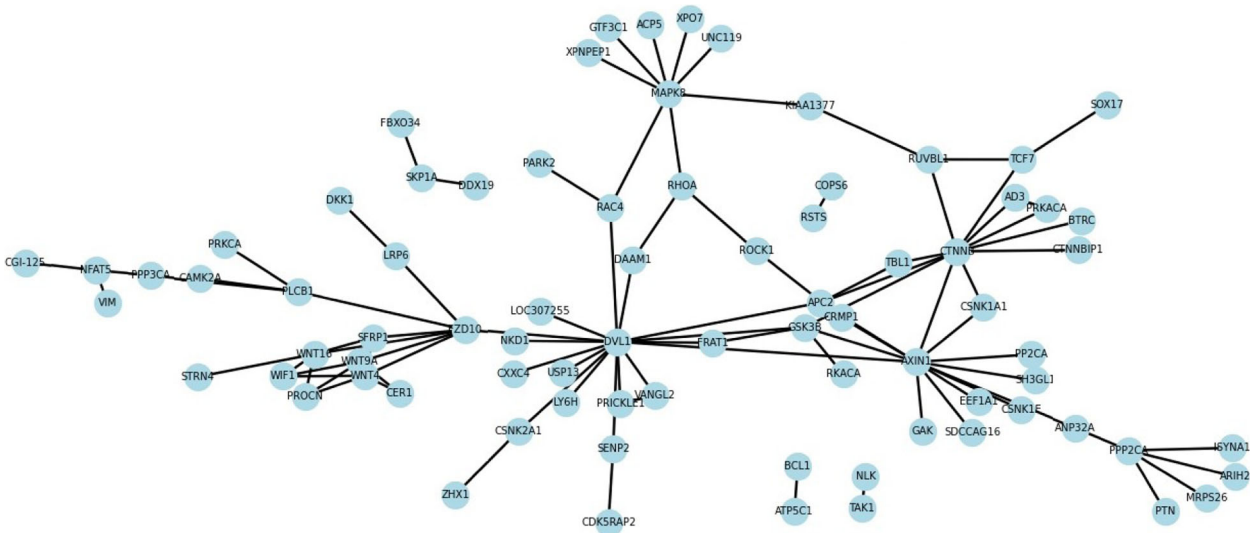 XPO7
ACP5
GTF3C1
UNC119
XPNPEP1
MAPK8
KIAA1377
SOX17
FBXO34
PARK2
RUVBL1
TCF7
SKP1A
DDX19
RHOA
COPS6
AD3
DKK1
RAC4
PRKACA
RSTS
BTRC
PRKCA
ROCK1
CTNNB
CTNNBIP1
LRP6
DAAM1
TBL1
CGI-125
NFAT5
PPP3CA
CAMK2A
PLCB1
VIM
APC2
CSNK1A1
LOC307255
CRMP1
ZD10
GSK3B
SFRP1
NKD1
DVL1
FRAT1
WNT16
PP2CA
WNT9A
AXIN1
STRN4
WIF1
WNT4
CXXC4
USP13
RKACA
SH3GL1
PROCN
CER1
VANGL2
LY6H
PRICKLE1
EEF1A1
CSNK1E
CSNK2A1
GAK
SDCCAG16
ANP32A
SENP2
PPP2CA
ISYNA1
BCL1
NLK
ARIH2
ZHX1
MRPS26
ATP5C1
TAK1
PTN
CDK5RAP2